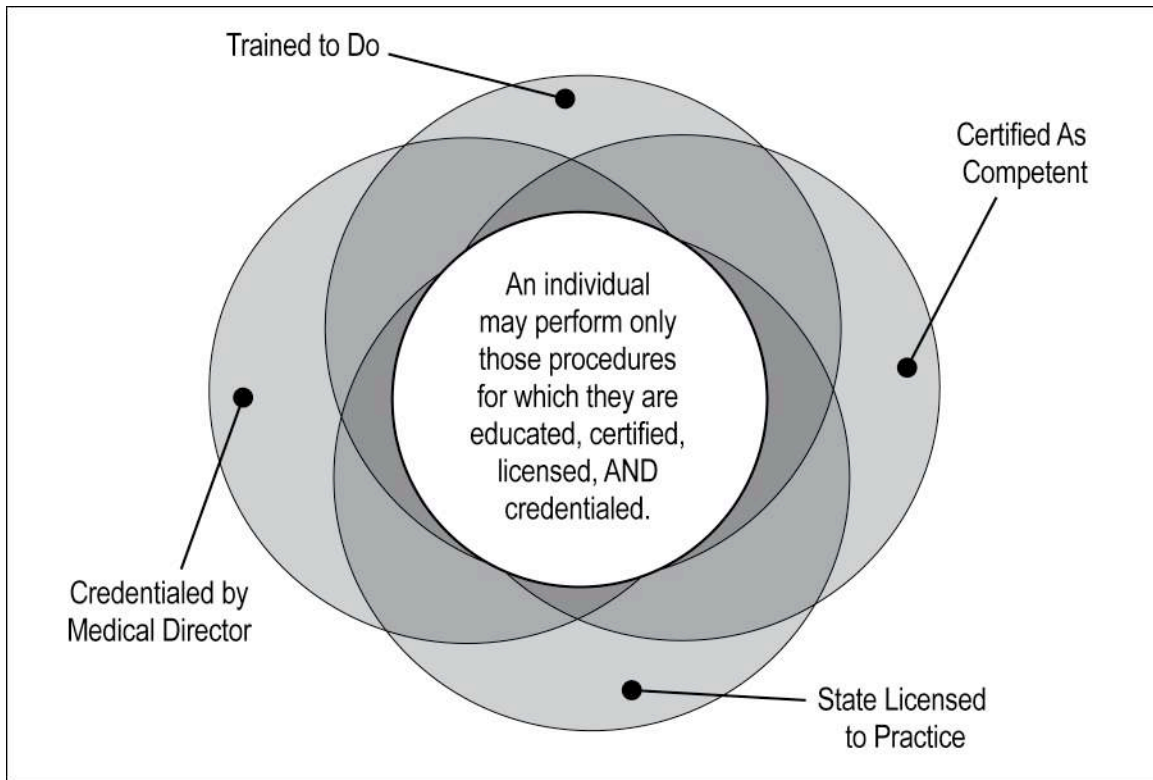 Trained to Do
Certified As
Competent
An individual
may perform only
those procedures
for which they are
educated, certified,
licensed, AND
credentialed.
Credentialed by
Medical Director
State Licensed
to Practice